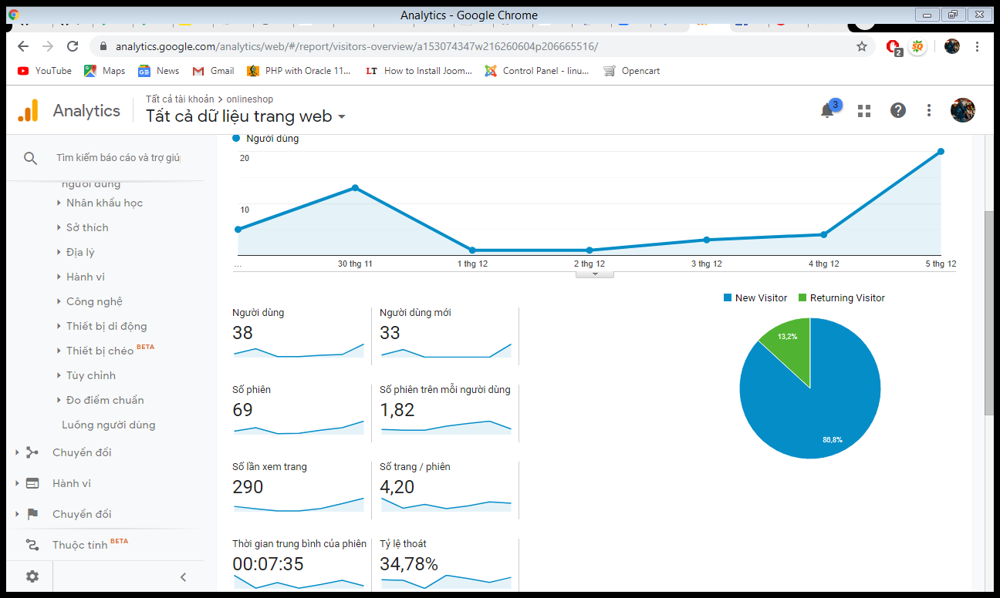 Analytics - Google Chrome
analytics.google.com/analytics/web/#/report/visitors-overview/a153074347w216260604p206665516/
2
YouTube
Maps
News
Gmail
PHP with Oracle 11...
LT How to Install Joom...
Control Panel - linu...
Opencart
Analytics
Tất cả tài khoản > onlineshop
Tất cả dữ liệu trang web
3
Tìm kiếm báo cáo và trợ giú
người dùng
Nhân khẩu học
Sở thích
Địa lý
Hành vi
Công nghệ
Thiết bị di động
Thiết bị chéo BETA
Tùy chỉnh
Đo điểm chuẩn
Luồng người dùng
Chuyển đổi
Hành vi
Chuyển đổi
Thuộc tính BETA
Người dùng
20
10
...
30 thg 11
1 thg 12
2 thg 12
3 thg 12
4 thg 12
5 thg 12
Người dùng
38
Người dùng mới
33
Số phiên
69
Số phiên trên mỗi người dùng
1,82
Số lần xem trang
290
Số trang / phiên
4,20
Thời gian trung bình của phiên
00:07:35
Tỷ lệ thoát
34,78%
New Visitor
Returning Visitor
13,2%
86,8%